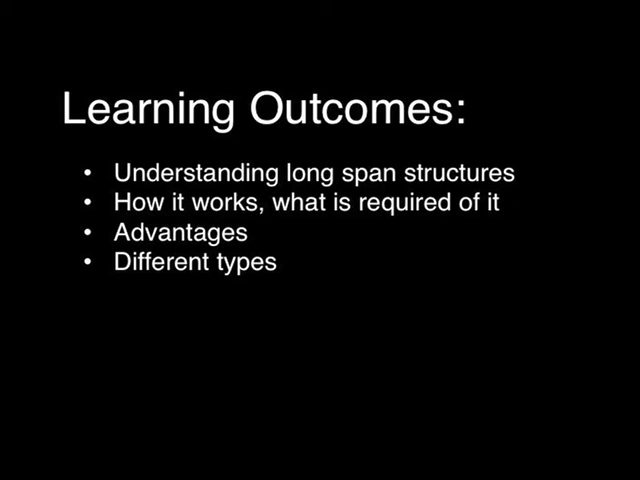 Learning Outcomes:
• Understanding long span structures
• How it works, what is required of it
• Advantages
• Different types